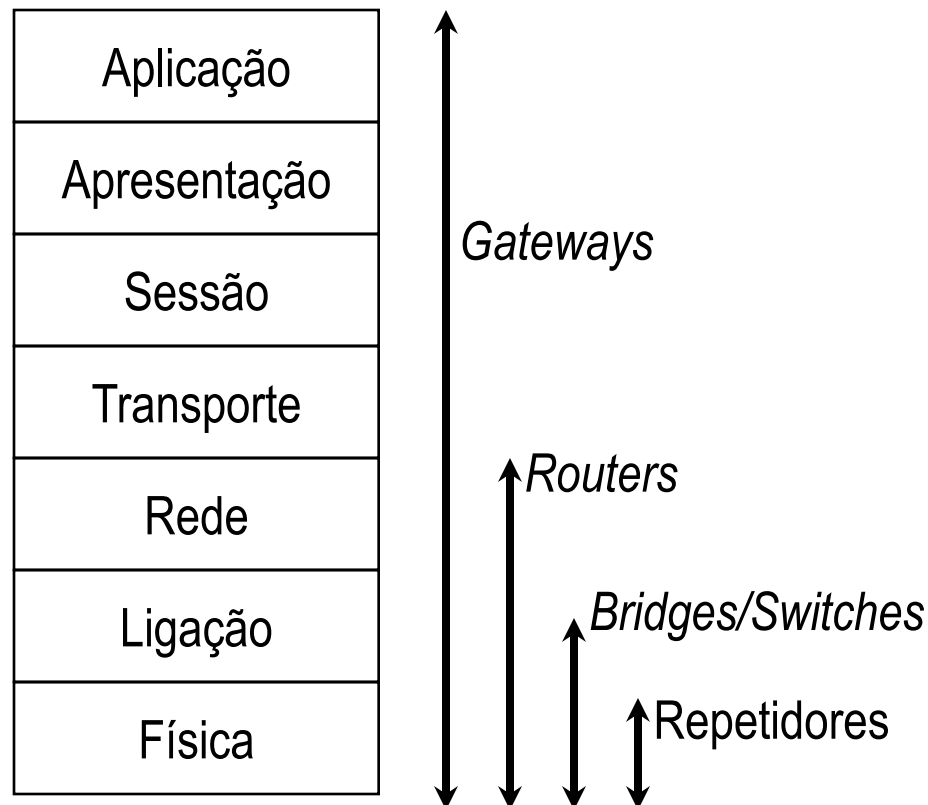 Aplicação
Apresentação
Gateways
Sessão
Transporte
Routers
Rede
Bridges/Switches
Ligação
Repetidores
Física